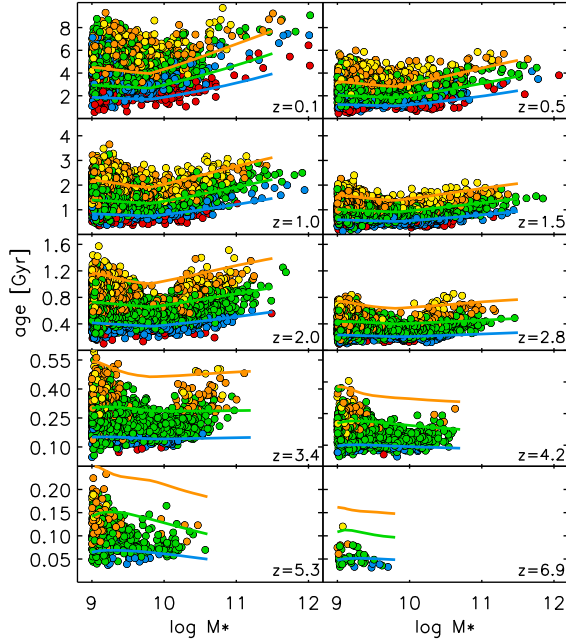 8
6
4
2
z=0.1
z=0.5
4
3
2
1
z=1.0
z=1.5
1.6
1.2
0.8
0.4
z=2.0
z=2.8
age [Gyr]
0.55
0.40
0.25
0.10
z=3.4
z=4.2
0.20
0.15
0.10
0.05
z=5.3
z=6.9
9 10 11 9 10 11 12
log M* log M*